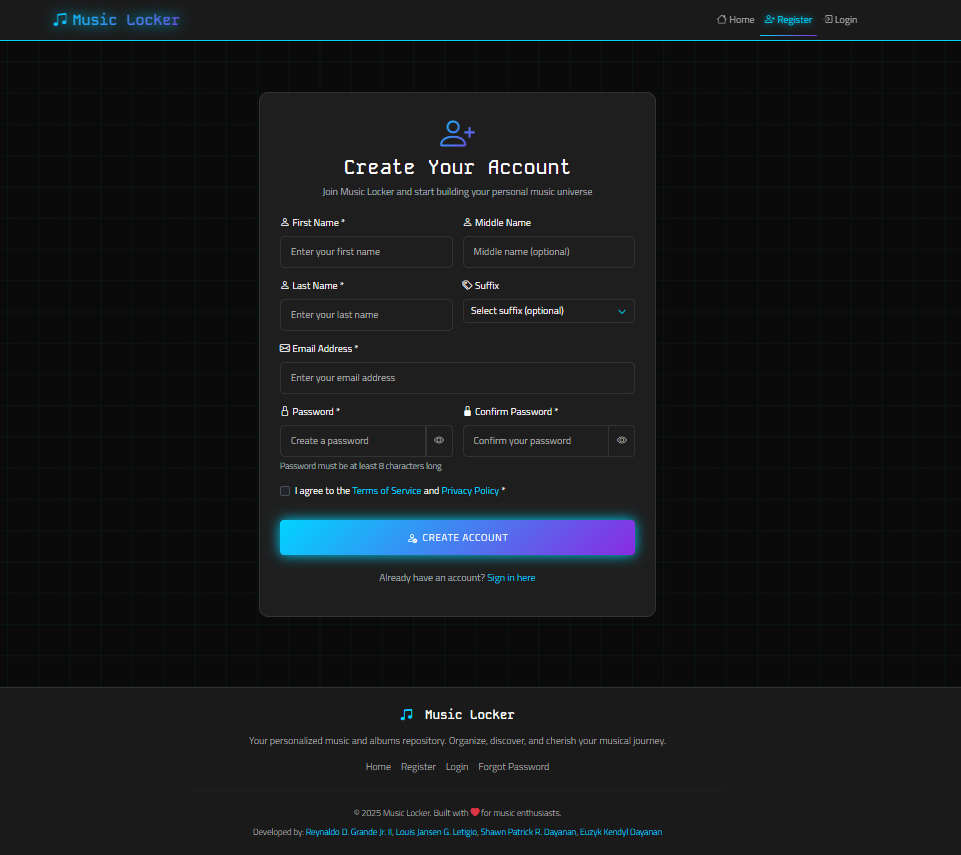 Music Locker
Home Register Login
Create Your Account
Join Music Locker and start building your personal music universe
First Name * Middle Name
Enter your first name Middle name (optional)
Last Name * Suffix
Enter your last name Select suffix (optional)
Email Address *
Enter your email address
Password * Confirm Password *
Create a password Confirm your password
Password must be at least 8 characters long
I agree to the Terms of Service and Privacy Policy *
CREATE ACCOUNT
Already have an account? Sign in here
Music Locker
Your personalized music and albums repository. Organize, discover, and cherish your musical journey.
Home Register Login Forgot Password
© 2025 Music Locker. Built with ❤ for music enthusiasts.
Developed by: Reynaldo D. Grande Jr. II, Louis Jansen G. Letigio, Shawn Patrick R. Dayanan, Euzyk Kendyl Dayanan